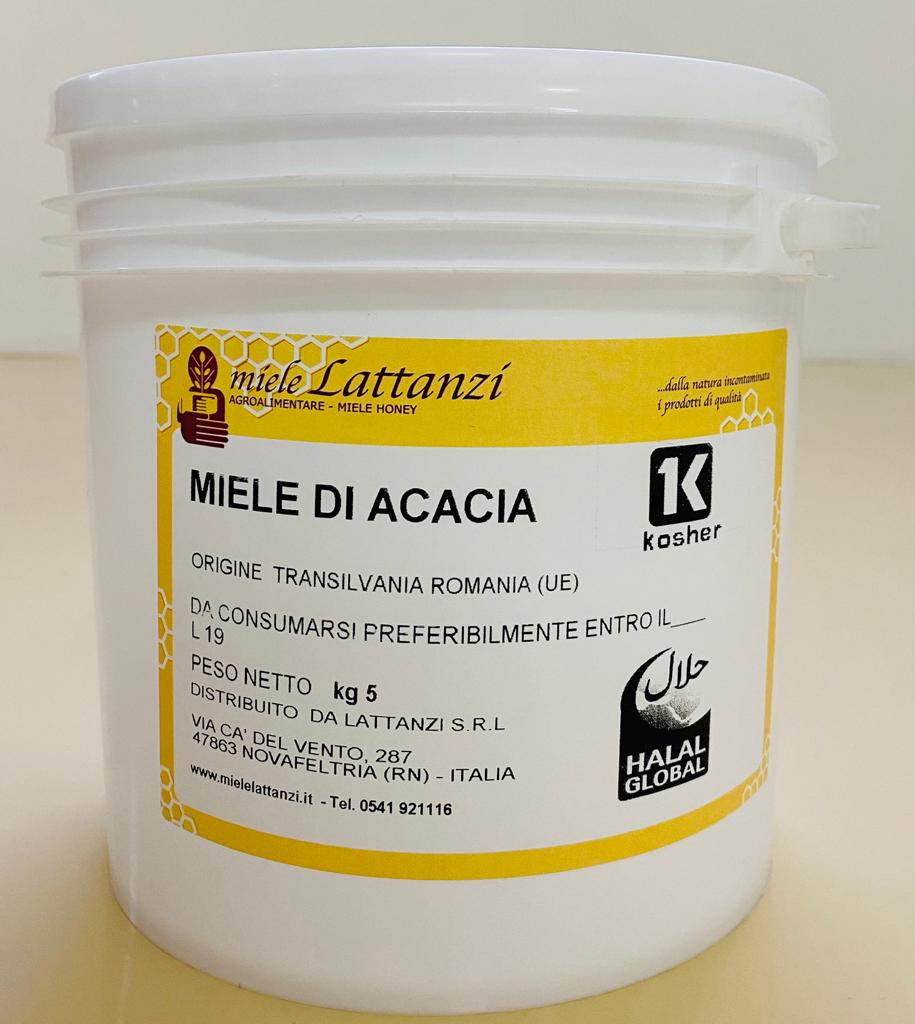 miele Lattanzi
AGROALIMENTARE - MIELE HONEY
...dalla natura incontaminata
i prodotti di qualità
MIELE DI ACACIA
1K
kosher
ORIGINE TRANSILVANIA ROMANIA (UE)
DA CONSUMARSI PREFERIBILMENTE ENTRO IL___
L 19
PESO NETTO kg 5
DISTRIBUITO DA LATTANZI S.R.L
VIA CA' DEL VENTO, 287
47863 NOVAFELTRIA (RN) - ITALIA
www.mielelattanzi.it - Tel. 0541 921116
حلال
HALAL
GLOBAL